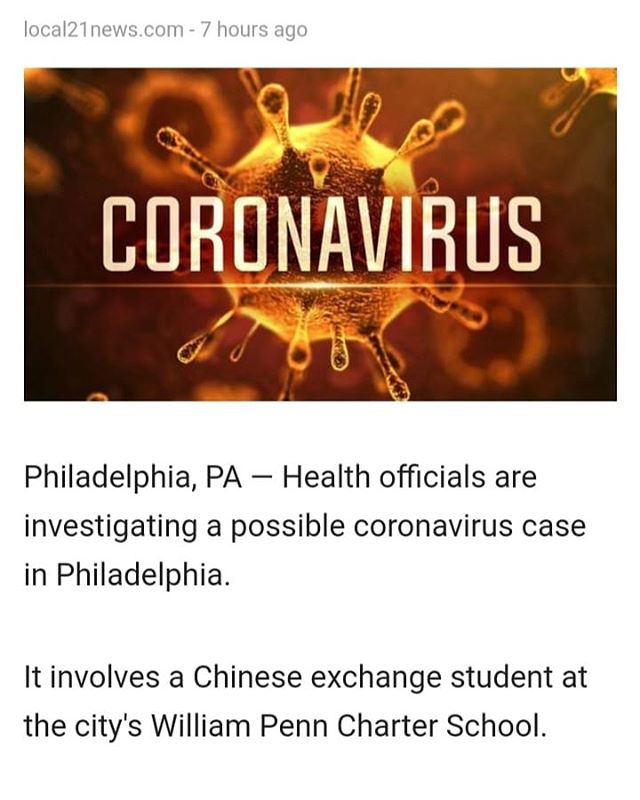 local21news.com - 7 hours ago
CORONAVIRUS
Philadelphia, PA — Health officials are
investigating a possible coronavirus case
in Philadelphia.
It involves a Chinese exchange student at
the city's William Penn Charter School.